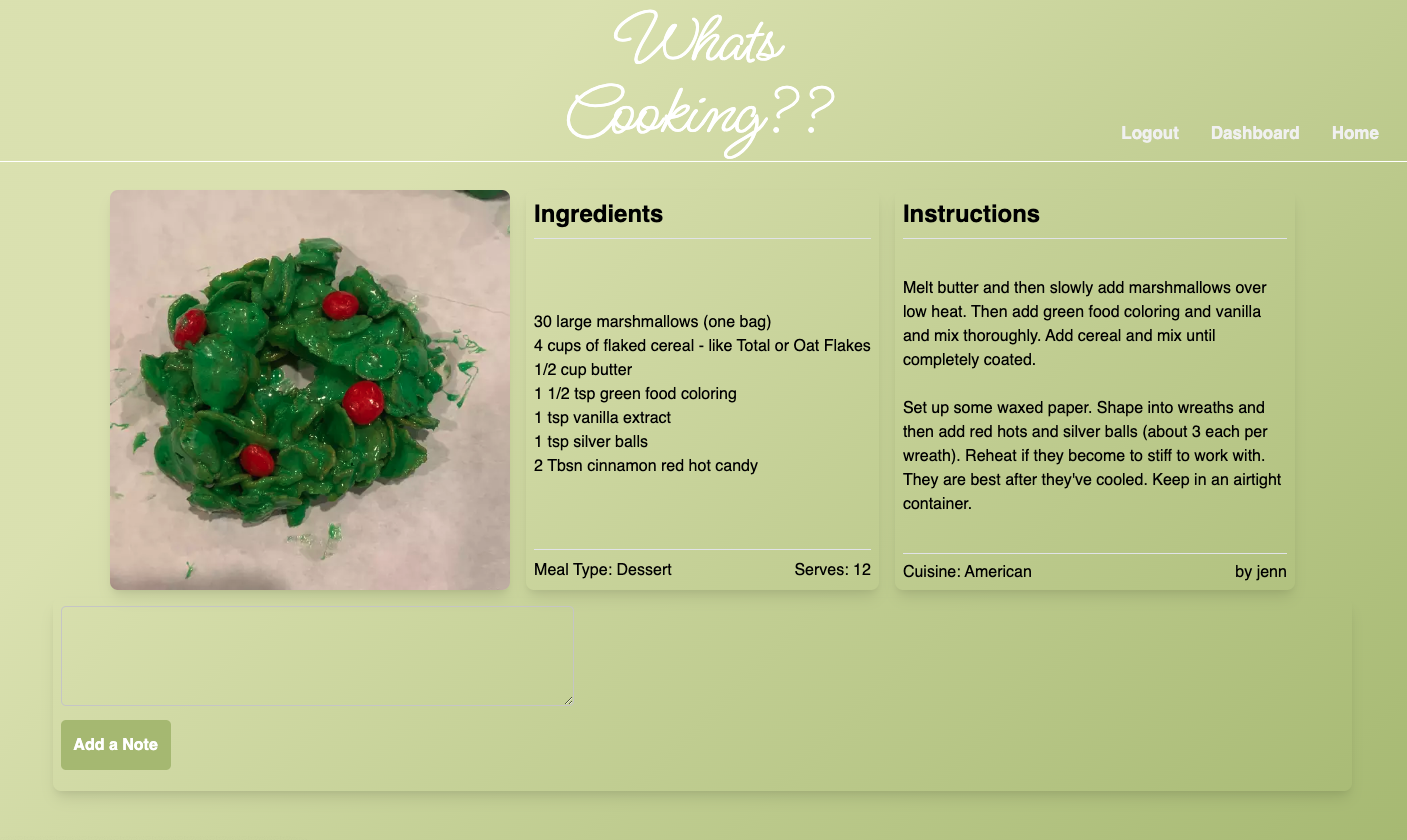 Whats
Cooking??
Logout Dashboard Home
Ingredients
30 large marshmallows (one bag)
4 cups of flaked cereal - like Total or Oat Flakes
1/2 cup butter
1 1/2 tsp green food coloring
1 tsp vanilla extract
1 tsp silver balls
2 Tbsn cinnamon red hot candy
Meal Type: Dessert Serves: 12
Instructions
Melt butter and then slowly add marshmallows over
low heat. Then add green food coloring and vanilla
and mix thoroughly. Add cereal and mix until
completely coated.
Set up some waxed paper. Shape into wreaths and
then add red hots and silver balls (about 3 each per
wreath). Reheat if they become to stiff to work with.
They are best after they've cooled. Keep in an airtight
container.
Cuisine: American by jenn
Add a Note